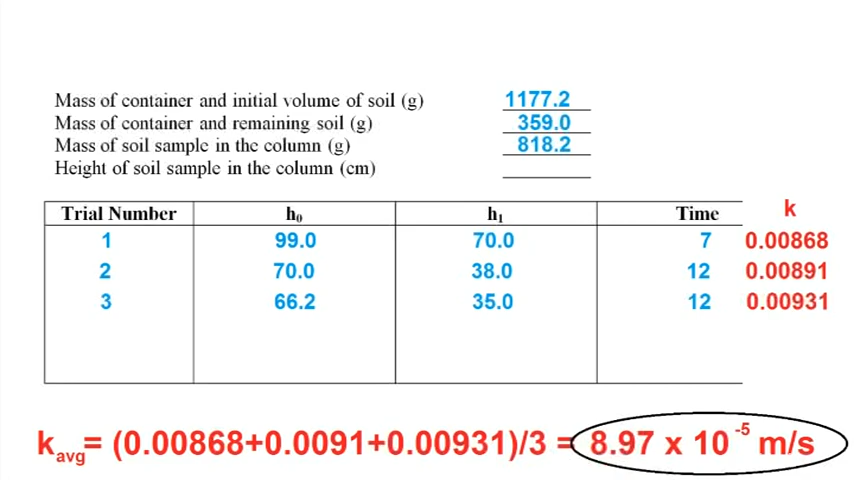 Mass of container and initial volume of soil (g) 1177.2
Mass of container and remaining soil (g) 359.0
Mass of soil sample in the column (g) 818.2
Height of soil sample in the column (cm)
Trial Number h₀ h₁ Time k
1 99.0 70.0 7 0.00868
2 70.0 38.0 12 0.00891
3 66.2 35.0 12 0.00931
kavg= (0.00868+0.0091+0.00931)/3 = 8.97 x 10⁻⁵ m/s